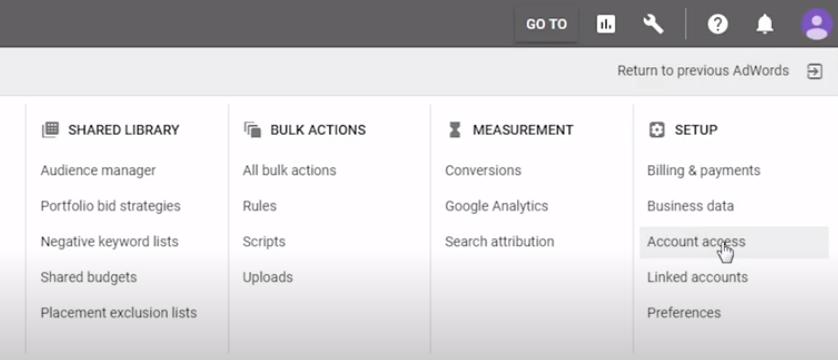 GO TO
Return to previous AdWords
SHARED LIBRARY
Audience manager
Portfolio bid strategies
Negative keyword lists
Shared budgets
Placement exclusion lists
BULK ACTIONS
All bulk actions
Rules
Scripts
Uploads
MEASUREMENT
Conversions
Google Analytics
Search attribution
SETUP
Billing & payments
Business data
Account access
Linked accounts
Preferences